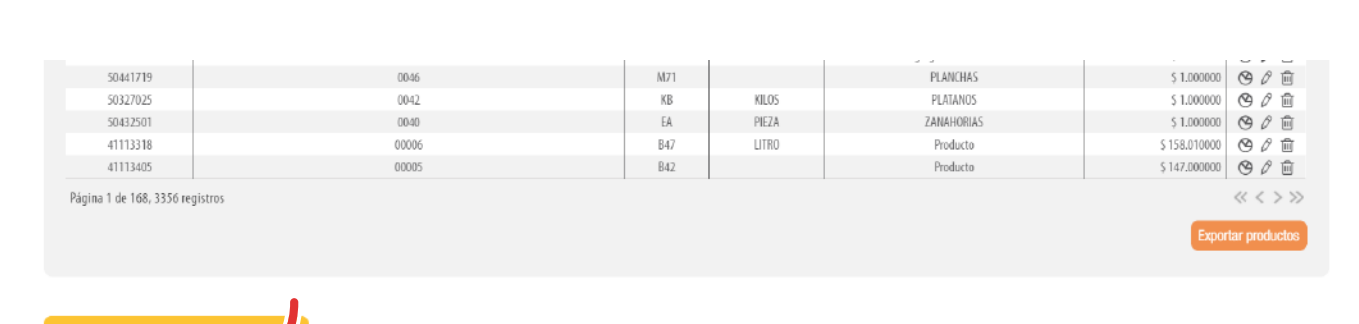 50441719 0046 M71 PLANCHAS $ 1.000000
50327025 0042 KB KILOS PLATANOS $ 1.000000
50432501 0040 EA PIEZA ZANAHORIAS $ 1.000000
41113318 00006 B47 LITRO Producto $ 158.010000
41113405 00005 B42 Producto $ 147.000000
Página 1 de 168, 3356 registros
Exportar productos